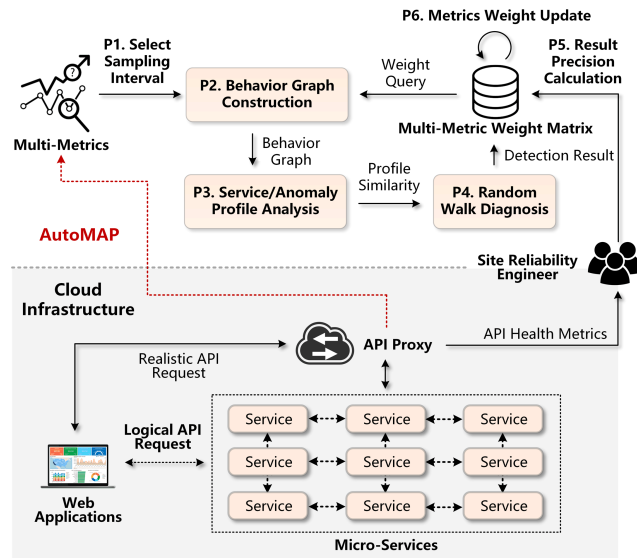 P6. Metrics Weight Update
P1. Select
Sampling
Interval
P5. Result
Precision
Calculation
Weight
Query
P2. Behavior Graph
Construction
?
Multi-Metrics
Multi-Metric Weight Matrix
Behavior
Graph
Detection Result
Profile
Similarity
P3. Service/Anomaly
Profile Analysis
P4. Random
Walk Diagnosis
AutoMAP
Site Reliability
Engineer
Cloud
Infrastructure
API Proxy
API Health Metrics
Realistic API
Request
Logical API
Request
Service
Service
Service
Service
Service
Service
Service
Service
Service
Web
Applications
Micro-Services